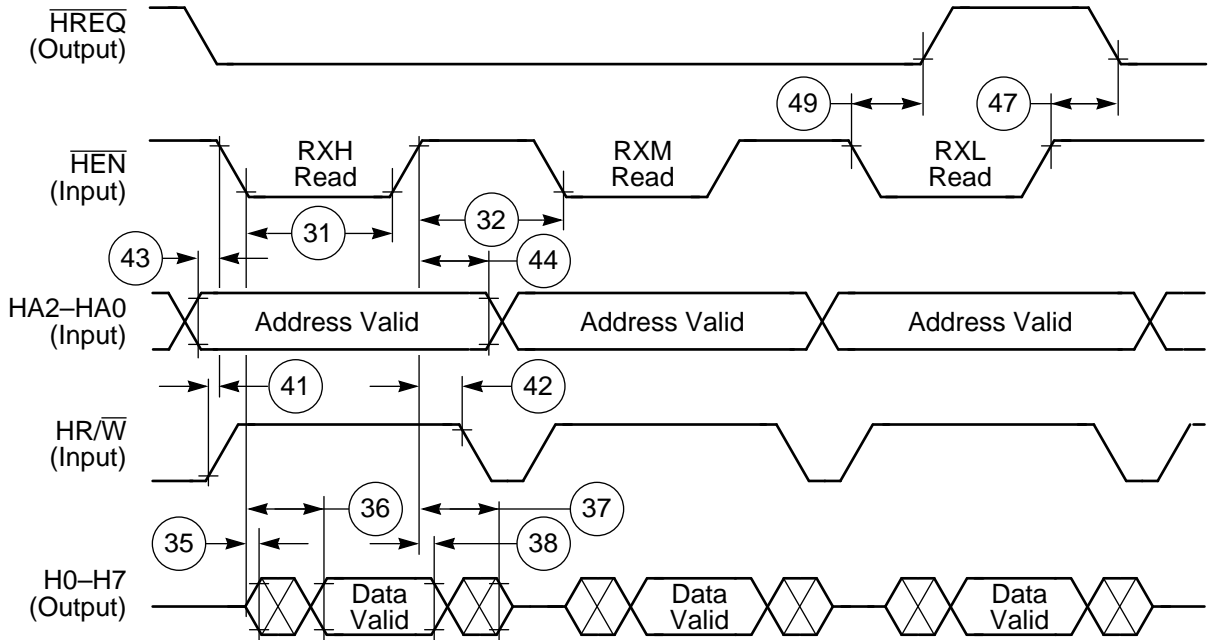 HREQ
(Output)
49
47
HEN
(Input)
RXH
Read
RXM
Read
RXL
Read
31
32
43
44
HA2–HA0
(Input)
Address Valid
Address Valid
Address Valid
41
42
HR/W
(Input)
36
37
35
38
H0–H7
(Output)
Data
Valid
Data
Valid
Data
Valid